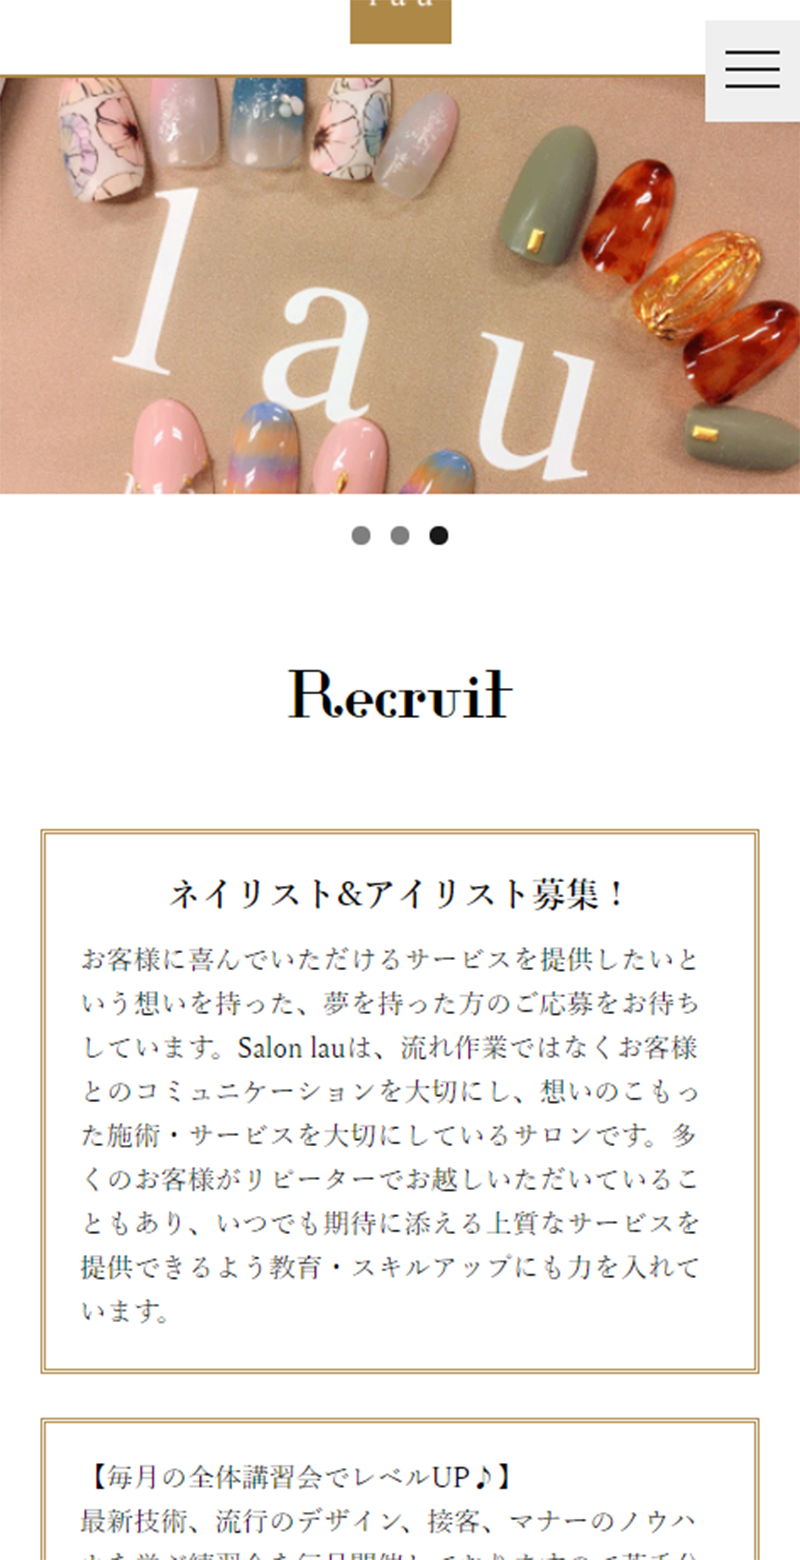 lau
l a u
Recruit
ネイリスト&アイリスト募集！
お客様に喜んでいただけるサービスを提供したいと
いう想いを持った、夢を持った方のご応募をお待ち
しています。Salon lauは、流れ作業ではなくお客様
とのコミュニケーションを大切にし、想いのこもっ
た施術・サービスを大切にしているサロンです。多
くのお客様がリピーターでお越しいただいているこ
ともあり、いつでも期待に添える上質なサービスを
提供できるよう教育・スキルアップにも力を入れて
います。
【毎月の全体講習会でレベルUP♪】
最新技術、流行のデザイン、接客、マナーのノウハ